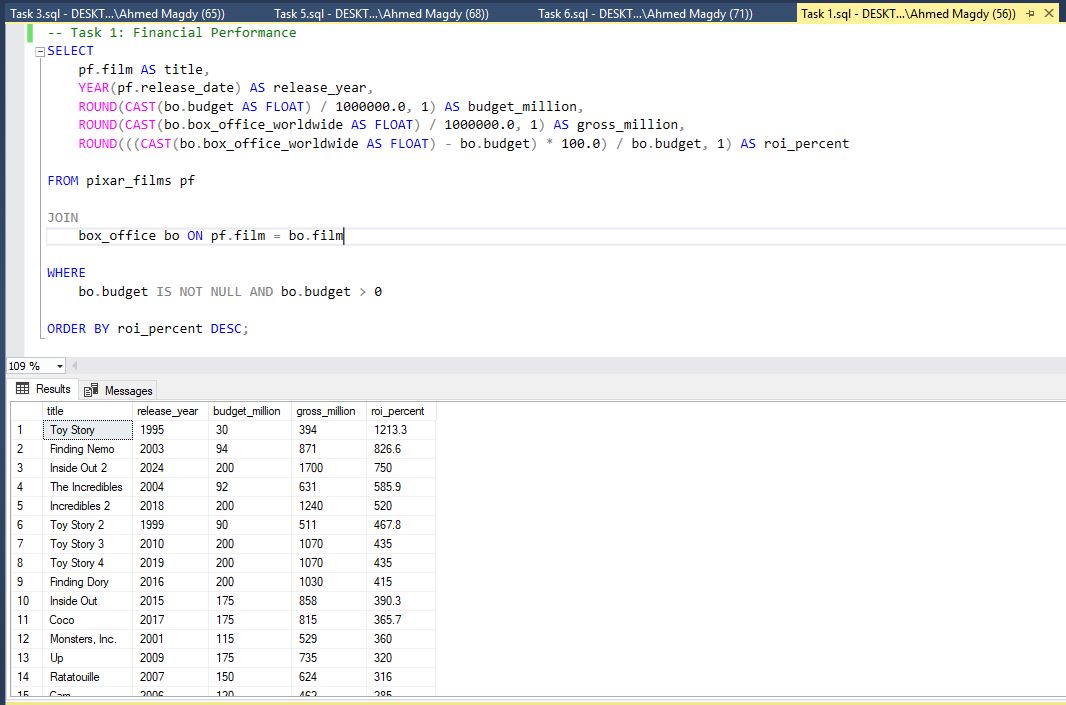 Task 3.sql - DESKT...\Ahmed Magdy (65)) Task 5.sql - DESKT...\Ahmed Magdy (68)) Task 6.sql - DESKT...\Ahmed Magdy (71)) Task 1.sql - DESKT...\Ahmed Magdy (56))
-- Task 1: Financial Performance
SELECT
pf.film AS title,
YEAR(pf.release_date) AS release_year,
ROUND(CAST(bo.budget AS FLOAT) / 1000000.0, 1) AS budget_million,
ROUND(CAST(bo.box_office_worldwide AS FLOAT) / 1000000.0, 1) AS gross_million,
ROUND(((CAST(bo.box_office_worldwide AS FLOAT) - bo.budget) * 100.0) / bo.budget, 1) AS roi_percent
FROM pixar_films pf
JOIN
box_office bo ON pf.film = bo.film
WHERE
bo.budget IS NOT NULL AND bo.budget > 0
ORDER BY roi_percent DESC;
109 %
Results Messages
title release_year budget_million gross_million roi_percent
1 Toy Story 1995 30 394 1213.3
2 Finding Nemo 2003 94 871 826.6
3 Inside Out 2 2024 200 1700 750
4 The Incredibles 2004 92 631 585.9
5 Incredibles 2 2018 200 1240 520
6 Toy Story 2 1999 90 511 467.8
7 Toy Story 3 2010 200 1070 435
8 Toy Story 4 2019 200 1070 435
9 Finding Dory 2016 200 1030 415
10 Inside Out 2015 175 858 390.3
11 Coco 2017 175 815 365.7
12 Monsters, Inc. 2001 115 529 360
13 Up 2009 175 735 320
14 Ratatouille 2007 150 624 316
15 Cars 2006 120 462 285